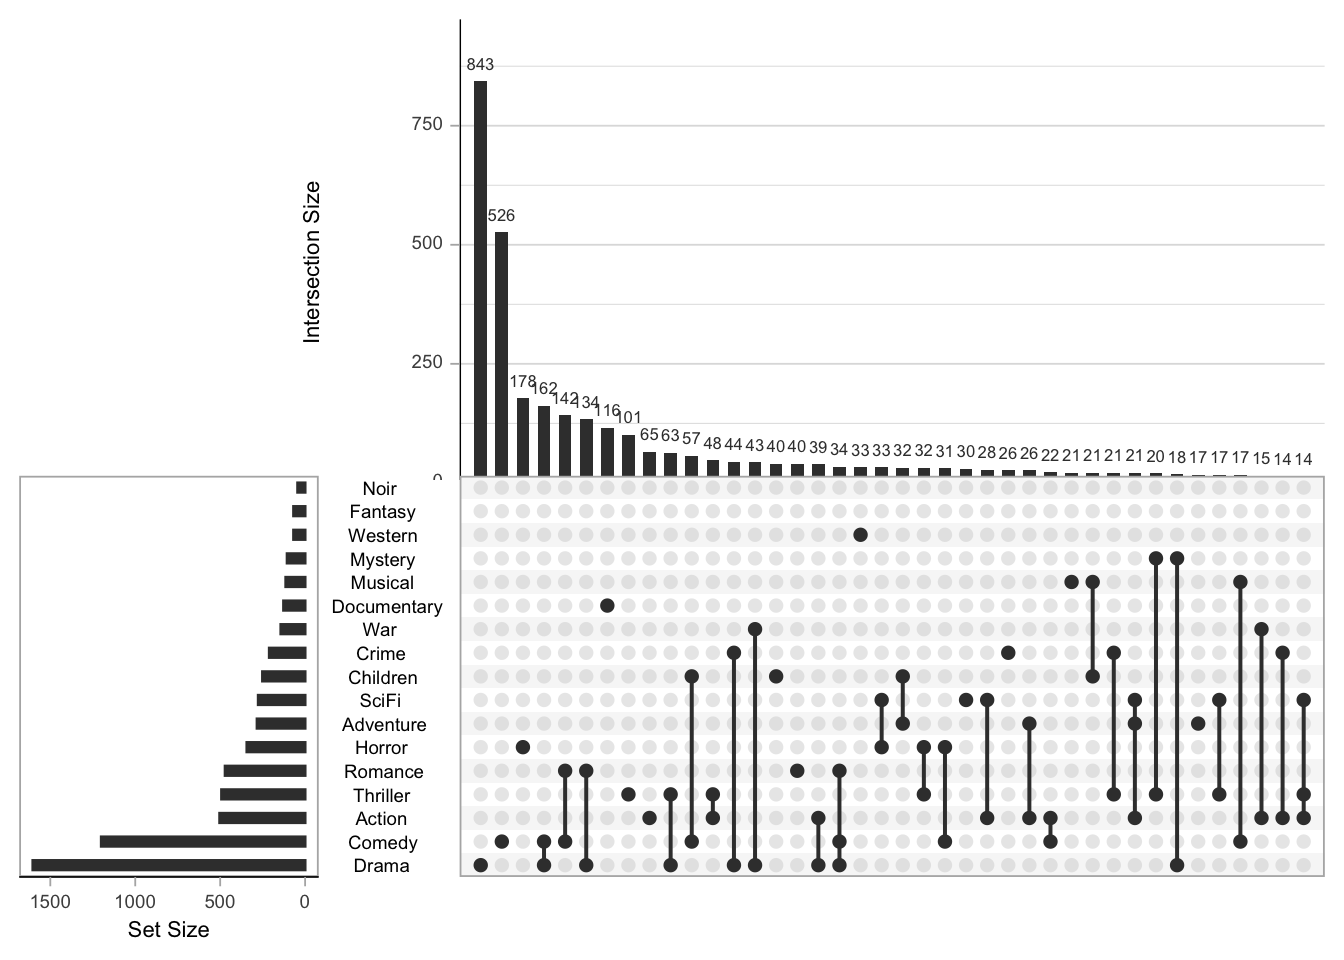 843
750
526
500
Intersection Size
250
178 162 142 134 116 101 65 63 57 48 44 43 40 40 39 34 33 33 32 32 31 30 28 26 26 22 21 21 21 21 20 18 17 17 17 15 14 14
0
Noir
Fantasy
Western
Mystery
Musical
Documentary
War
Crime
Children
SciFi
Adventure
Horror
Romance
Thriller
Action
Comedy
Drama
1500 1000 500 0
Set Size